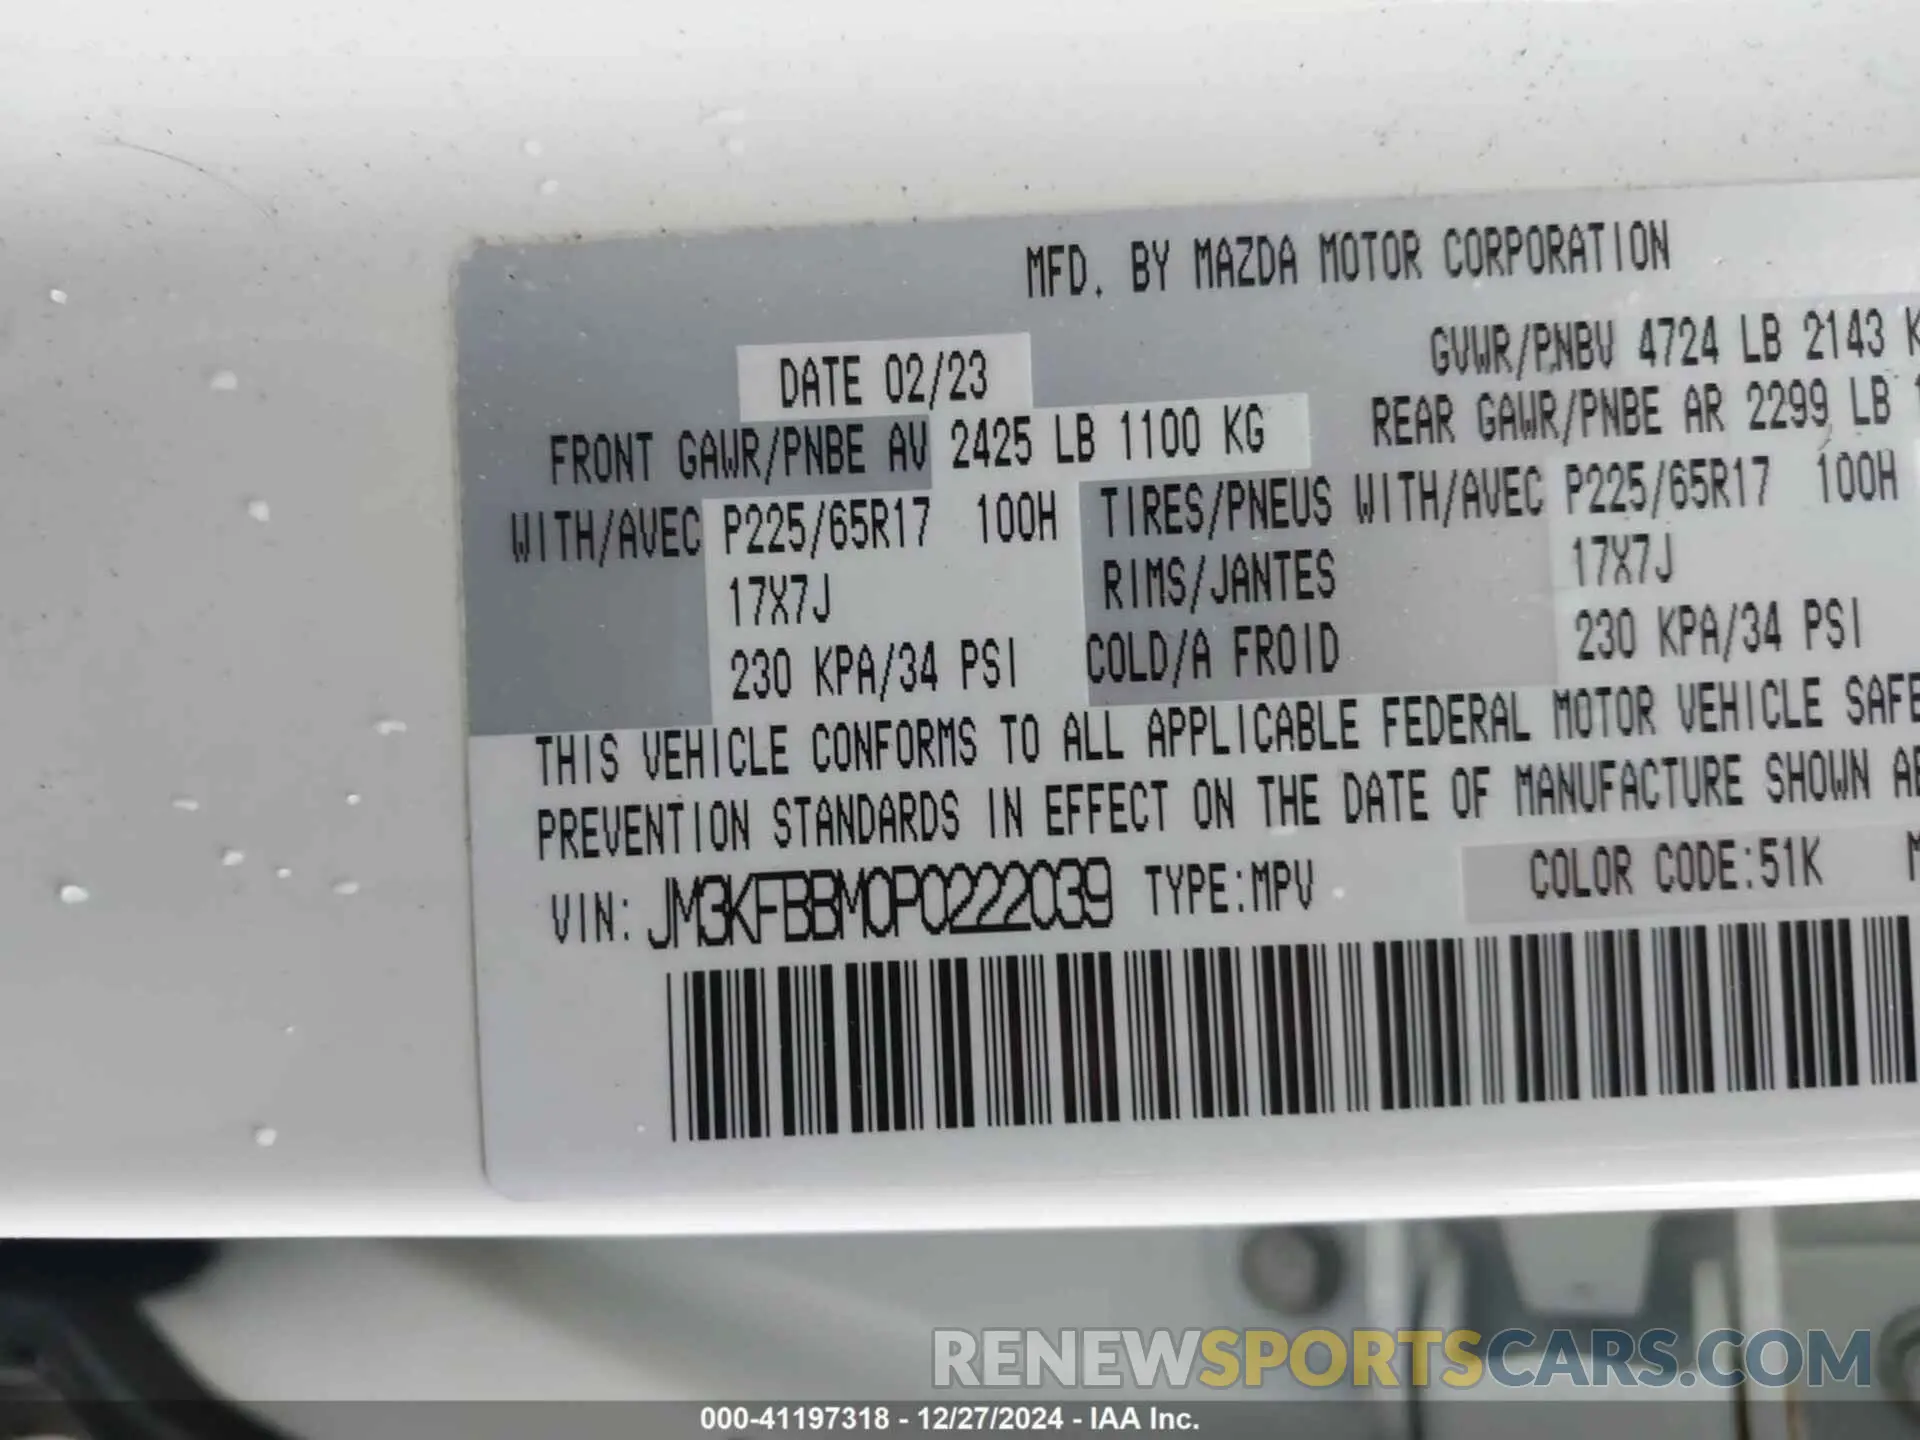 MFD. BY MAZDA MOTOR CORPORATION
DATE 02/23 GVWR/PNBV 4724 LB 2143 K
FRONT GAWR/PNBE AV 2425 LB 1100 KG REAR GAWR/PNBE AR 2299 LB 1
WITH/AVEC P225/65R17 100H TIRES/PNEUS WITH/AVEC P225/65R17 100H
17X7J RIMS/JANTES 17X7J
230 KPA/34 PSI COLD/A FROID 230 KPA/34 PSI
THIS VEHICLE CONFORMS TO ALL APPLICABLE FEDERAL MOTOR VEHICLE SAFE
PREVENTION STANDARDS IN EFFECT ON THE DATE OF MANUFACTURE SHOWN AB
VIN: JM3KFBBM0P0222039 TYPE:MPV COLOR CODE:51K M
RENEWSPORTSCARS.COM
000-41197318 - 12/27/2024 - IAA Inc.